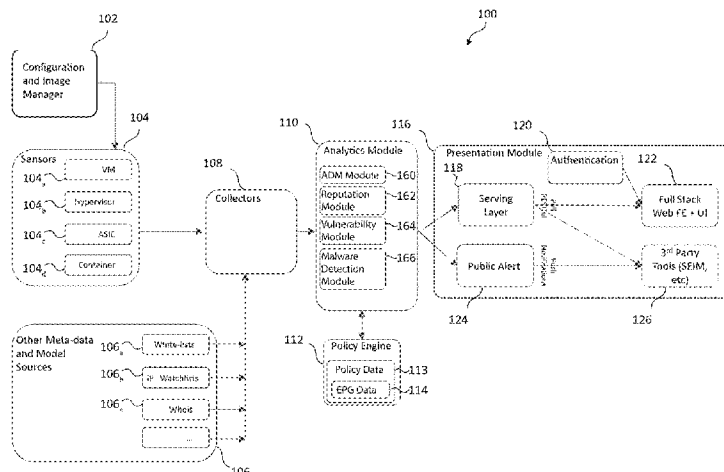 100
102
Configuration
and Image
Manager
104
Sensors
104a
VM
104b
Hypervisor
104c
ASIC
104d
Container
108
Collectors
Other Meta-data
and Model
Sources
106a
106b
IP Watchlists
106c
Whois
...
106
110
Analytics Module
ADM Module
160
Reputation
Module
162
Vulnerability
Module
164
Malware
Detection
Module
166
112
Policy Engine
Policy Data
113
EPG Data
114
116
Presentation Module
118
Serving
Layer
120
Authentication
122
Full Stack
Web FE + UI
Public Alert
124
3rd Party
Tools (SEIM,
etc)
126